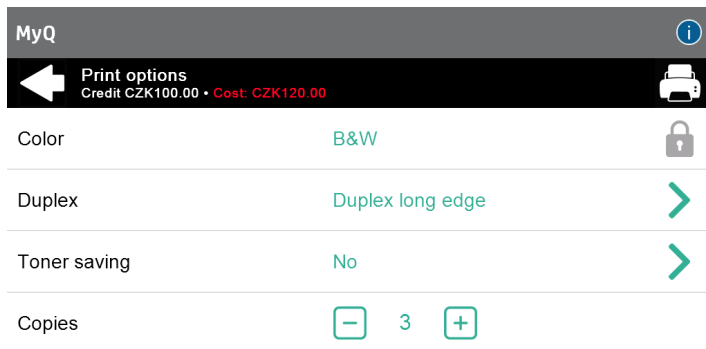 MyQ
Print options
Credit CZK100.00 • Cost: CZK120.00
Color B&W
Duplex Duplex long edge
Toner saving No
Copies − 3 +